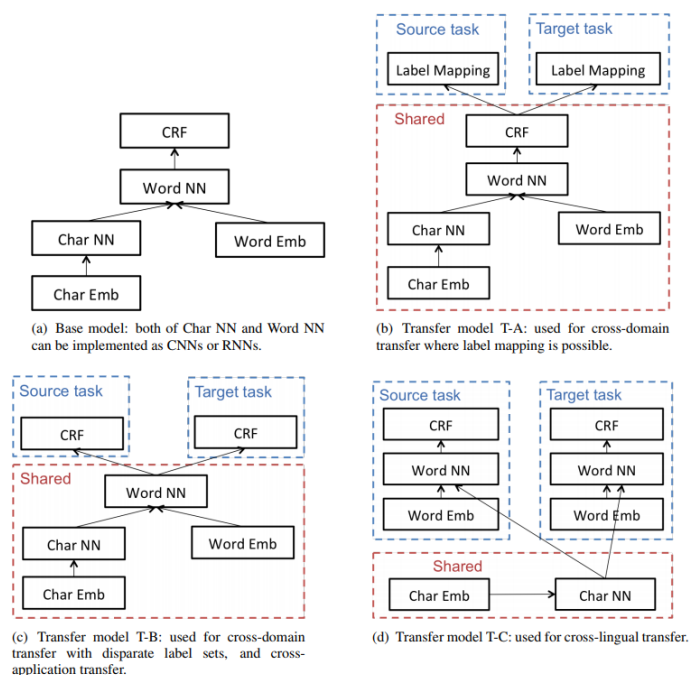 CRF
Word NN
Char NN
Word Emb
Char Emb
(a) Base model: both of Char NN and Word NN
can be implemented as CNNs or RNNs.
Source task
Target task
Label Mapping
Label Mapping
Shared
CRF
Word NN
Char NN
Word Emb
Char Emb
(b) Transfer model T-A: used for cross-domain
transfer where label mapping is possible.
Source task
Target task
CRF
CRF
Shared
Word NN
Char NN
Word Emb
Char Emb
(c) Transfer model T-B: used for cross-domain
transfer with disparate label sets, and cross-
application transfer.
Source task
Target task
CRF
CRF
Word NN
Word NN
Word Emb
Word Emb
Shared
Char Emb
Char NN
(d) Transfer model T-C: used for cross-lingual transfer.